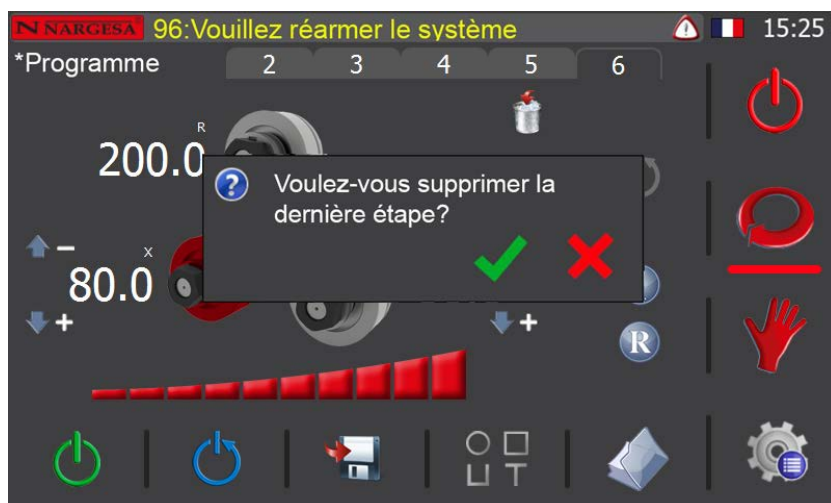 NARGESA 96:Vouillez réarmer le système 15:25
*Programme 2 3 4 5 6
R
200.0
Voulez-vous supprimer la
dernière étape?
X
80.0
R